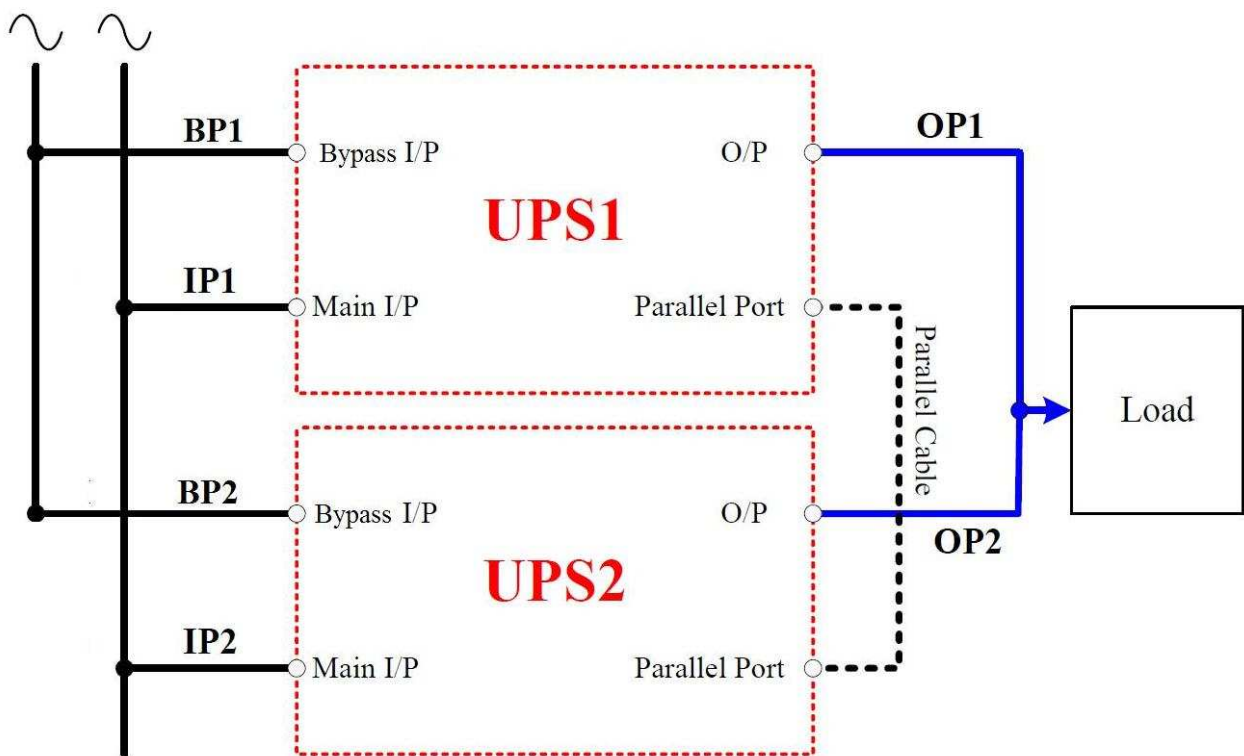 BP1
Bypass I/P
O/P
OP1
UPS1
IP1
Main I/P
Parallel Port
Parallel Cable
Load
BP2
Bypass I/P
O/P
OP2
UPS2
IP2
Main I/P
Parallel Port